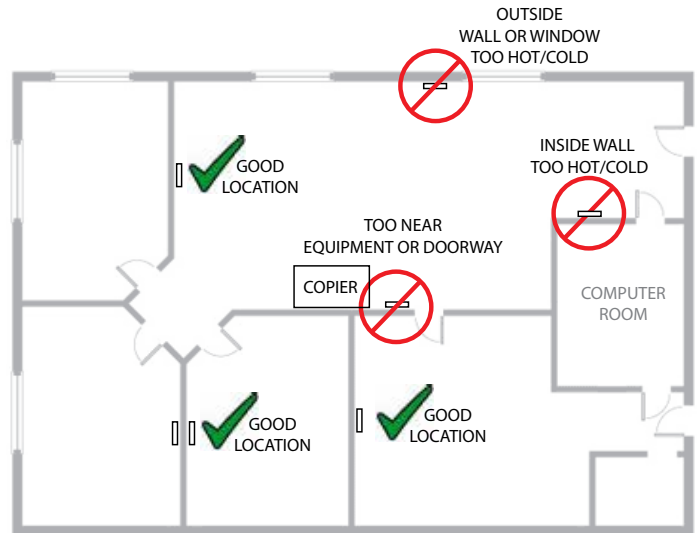 OUTSIDE
WALL OR WINDOW
TOO HOT/COLD
INSIDE WALL
TOO HOT/COLD
GOOD
LOCATION
TOO NEAR
EQUIPMENT OR DOORWAY
COPIER
COMPUTER
ROOM
GOOD
LOCATION
GOOD
LOCATION